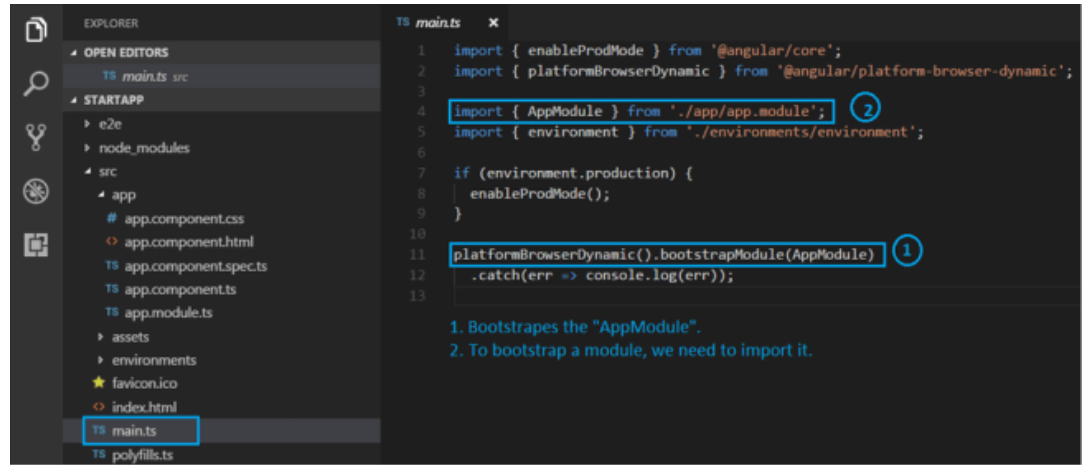 EXPLORER
OPEN EDITORS
TS main.ts src
STARTAPP
e2e
node_modules
src
app
# app.component.css
<> app.component.html
TS app.component.spec.ts
TS app.component.ts
TS app.module.ts
assets
environments
favicon.ico
<> index.html
TS main.ts
TS polyfills.ts
TS main.ts ×
1 import { enableProdMode } from '@angular/core';
2 import { platformBrowserDynamic } from '@angular/platform-browser-dynamic';
3
4 import { AppModule } from './app/app.module'; 2
5 import { environment } from './environments/environment';
6
7 if (environment.production) {
8 enableProdMode();
9 }
10
11 platformBrowserDynamic().bootstrapModule(AppModule) 1
12 .catch(err => console.log(err));
13
1. Bootstrapes the "AppModule".
2. To bootstrap a module, we need to import it.